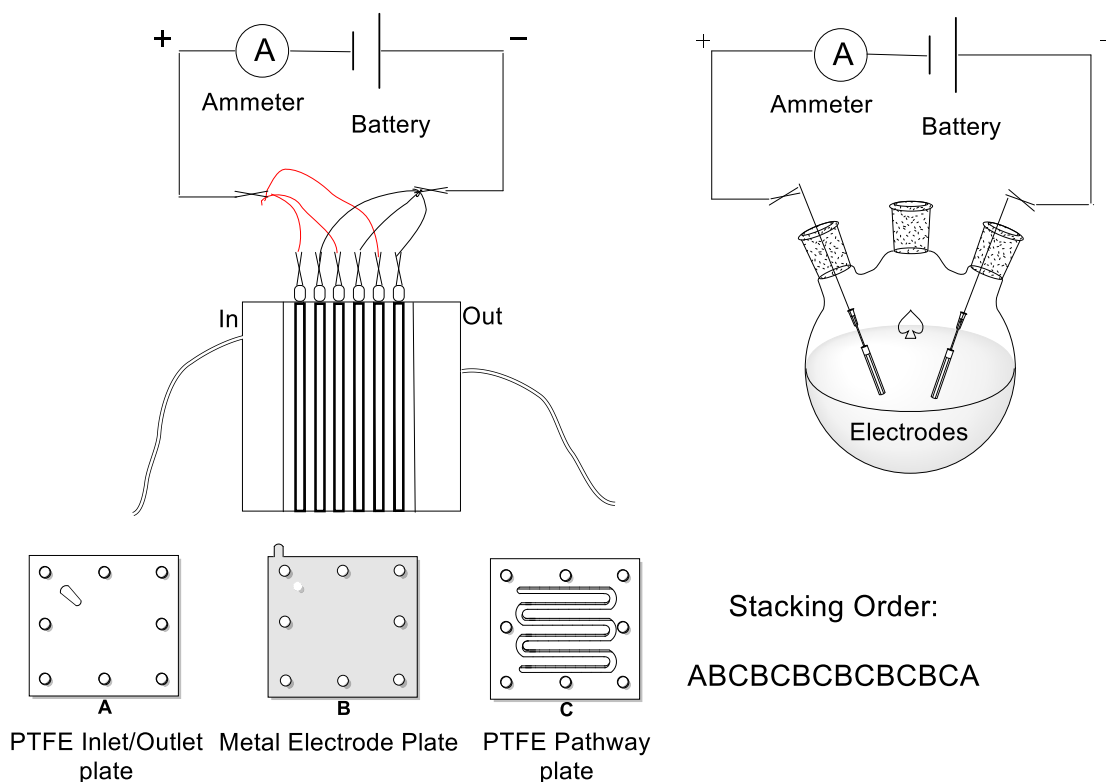 +
A
−
Ammeter
Battery
In
Out
+
A
−
Ammeter
Battery
Electrodes
A
PTFE Inlet/Outlet
plate
B
Metal Electrode Plate
C
PTFE Pathway
plate
Stacking Order:
ABCBCBCBCBCBCA